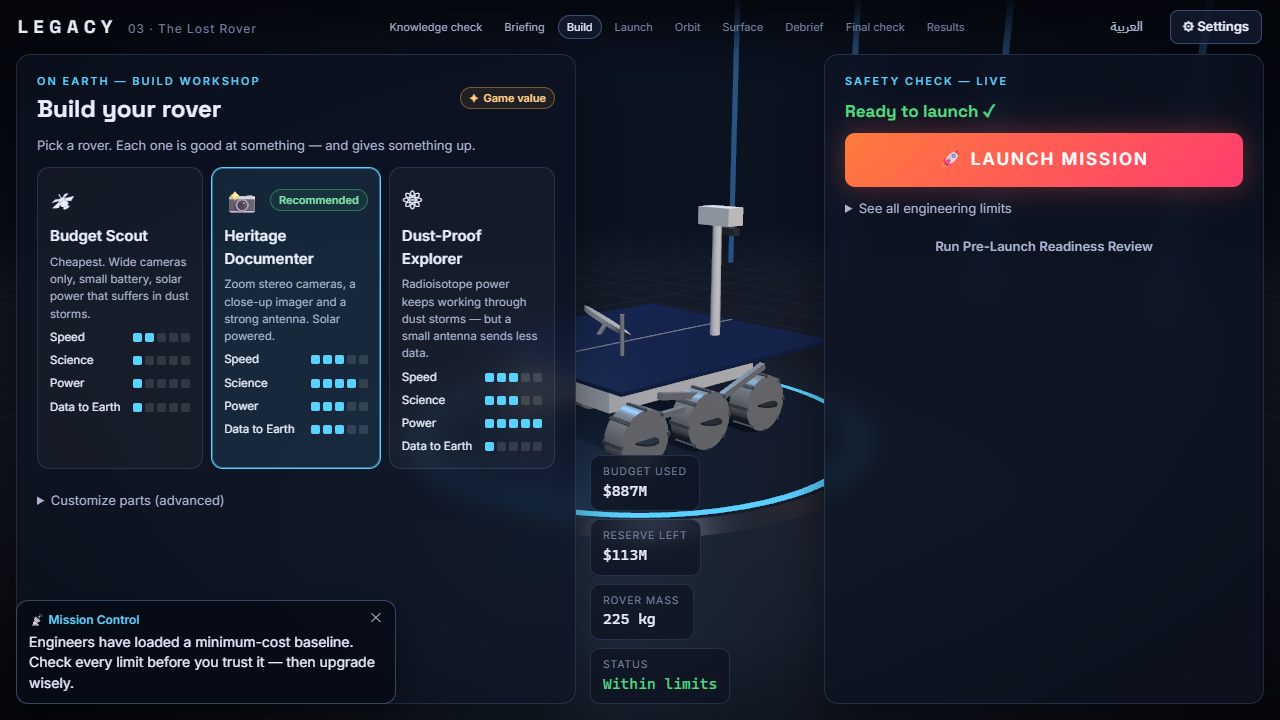 LEGACY 03 · The Lost Rover
Knowledge check Briefing Build Launch Orbit Surface Debrief Final check Results
العربية
Settings
ON EARTH — BUILD WORKSHOP
Build your rover
Game value
Pick a rover. Each one is good at something — and gives something up.
Budget Scout
Cheapest. Wide cameras
only, small battery, solar
power that suffers in dust
storms.
Speed
Science
Power
Data to Earth
Recommended
Heritage
Documenter
Zoom stereo cameras, a
close-up imager and a
strong antenna. Solar
powered.
Speed
Science
Power
Data to Earth
Dust-Proof
Explorer
Radioisotope power
keeps working through
dust storms — but a
small antenna sends less
data.
Speed
Science
Power
Data to Earth
Customize parts (advanced)
Mission Control
Engineers have loaded a minimum-cost baseline.
Check every limit before you trust it — then upgrade
wisely.
BUDGET USED
$887M
RESERVE LEFT
$113M
ROVER MASS
225 kg
STATUS
Within limits
SAFETY CHECK — LIVE
Ready to launch ✓
LAUNCH MISSION
See all engineering limits
Run Pre-Launch Readiness Review